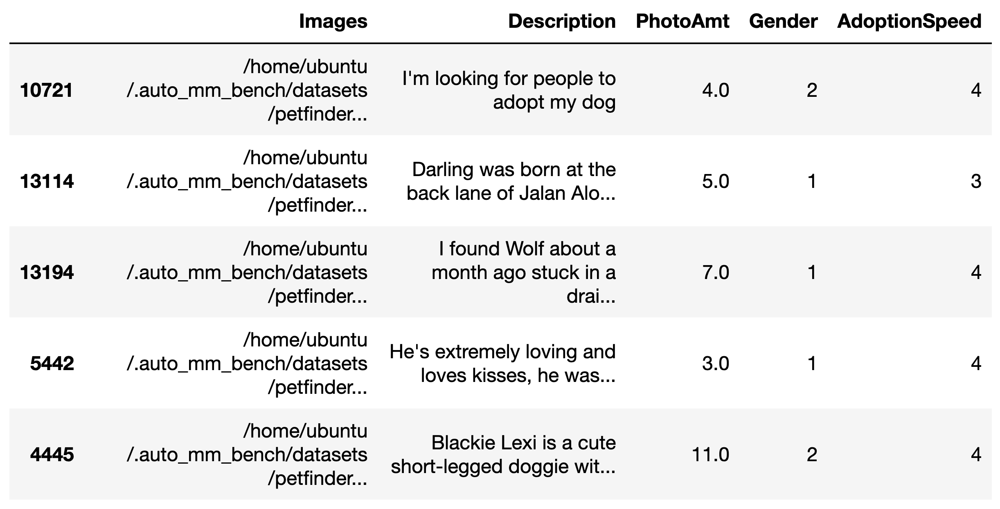 Images Description PhotoAmt Gender AdoptionSpeed
10721 /home/ubuntu/.auto_mm_bench/datasets/petfinder... I'm looking for people to adopt my dog 4.0 2 4
13114 /home/ubuntu/.auto_mm_bench/datasets/petfinder... Darling was born at the back lane of Jalan Alo... 5.0 1 3
13194 /home/ubuntu/.auto_mm_bench/datasets/petfinder... I found Wolf about a month ago stuck in a drai... 7.0 1 4
5442 /home/ubuntu/.auto_mm_bench/datasets/petfinder... He's extremely loving and loves kisses, he was... 3.0 1 4
4445 /home/ubuntu/.auto_mm_bench/datasets/petfinder... Blackie Lexi is a cute short-legged doggie wit... 11.0 2 4